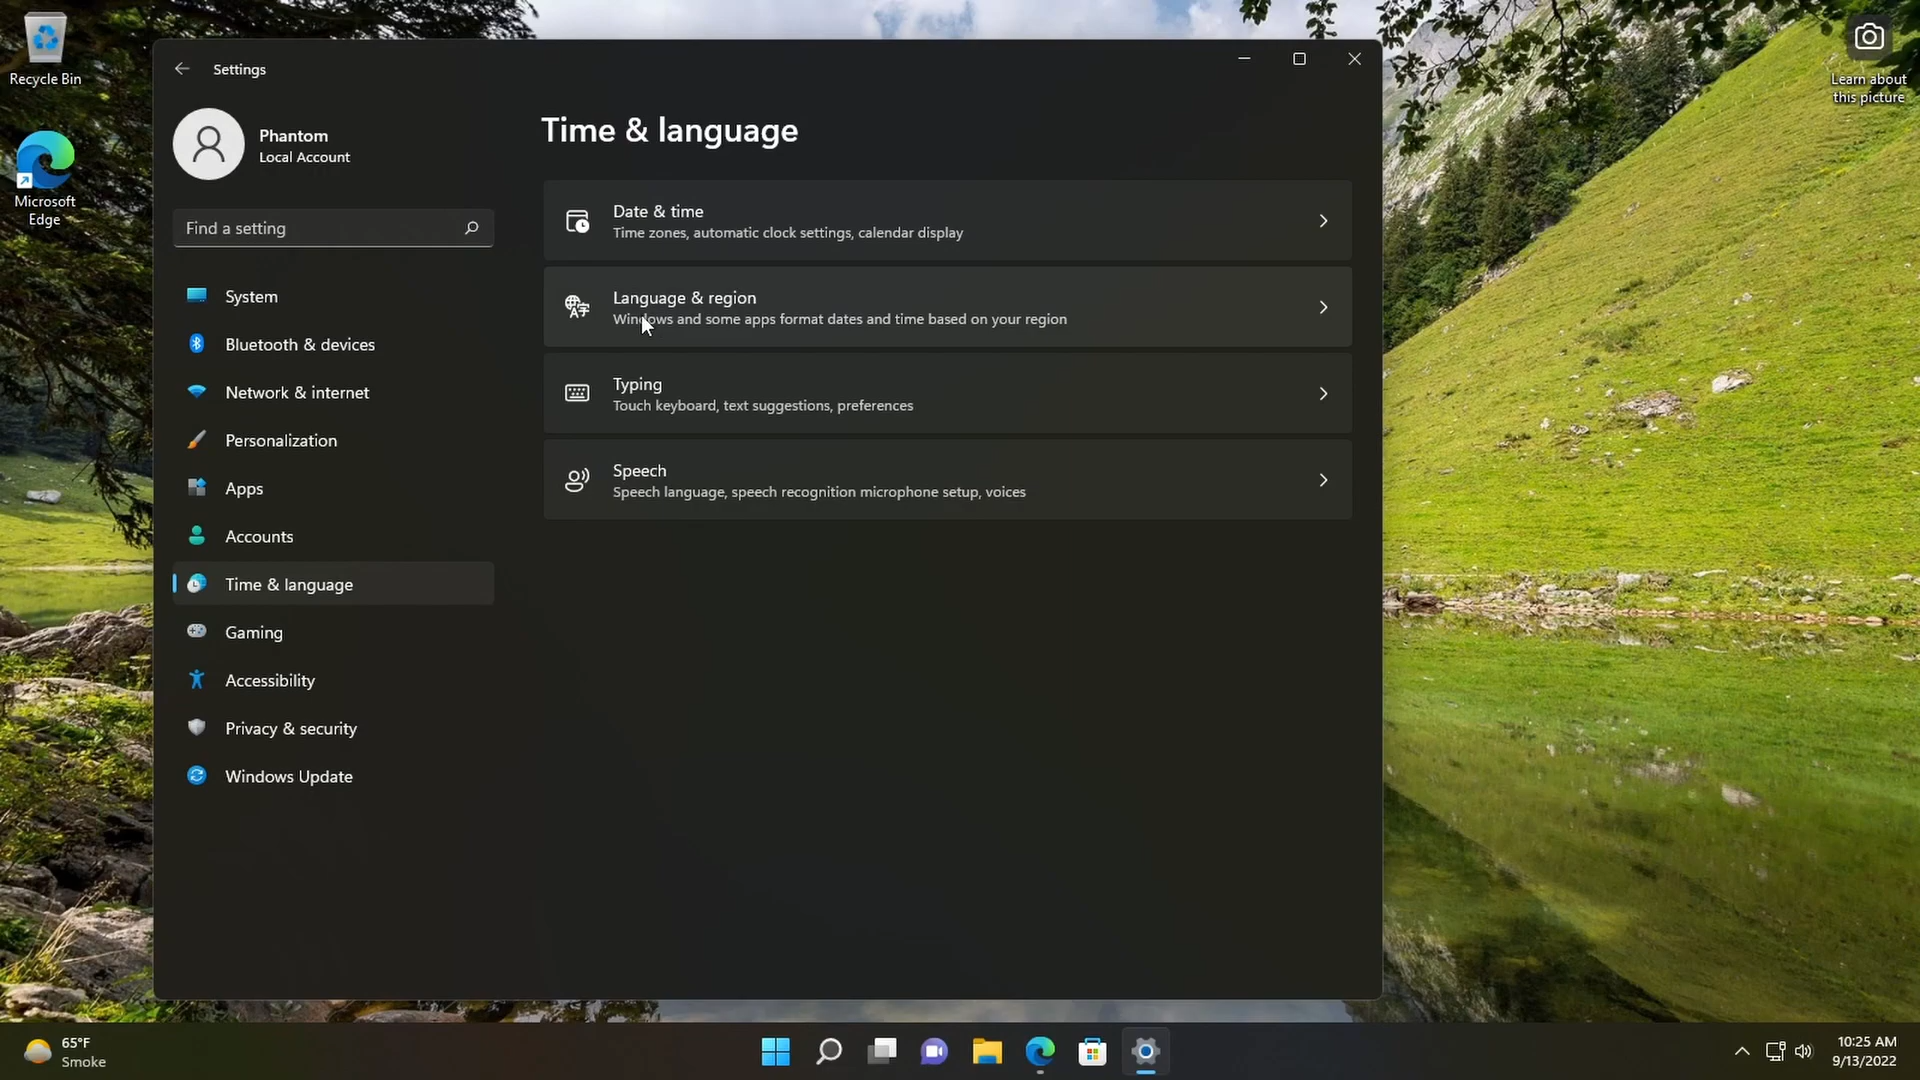 Recycle Bin
Microsoft
Edge
Learn about
this picture
Settings
Phantom
Local Account
Find a setting
System
Bluetooth & devices
Network & internet
Personalization
Apps
Accounts
Time & language
Gaming
Accessibility
Privacy & security
Windows Update
Time & language
Date & time
Time zones, automatic clock settings, calendar display
Language & region
Windows and some apps format dates and time based on your region
Typing
Touch keyboard, text suggestions, preferences
Speech
Speech language, speech recognition microphone setup, voices
65°F
Smoke
10:25 AM
9/13/2022